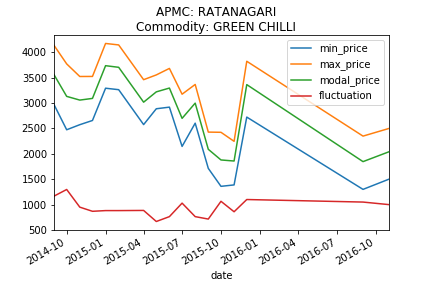 APMC: RATANAGARI
Commodity: GREEN CHILLI
min_price
max_price
modal_price
fluctuation
4000
3500
3000
2500
2000
1500
1000
500
2014-10
2015-01
2015-04
2015-07
2015-10
2016-01
2016-04
2016-07
2016-10
date